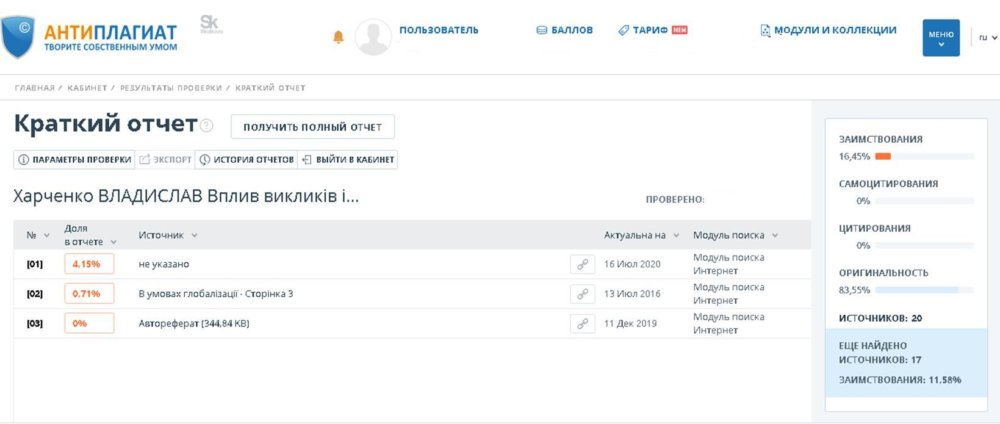 АНТИПЛАГИАТ
ТВОРИТЕ СОБСТВЕННЫМ УМОМ
Sk
Skolkovo
ПОЛЬЗОВАТЕЛЬ
БАЛЛОВ
ТАРИФ NEW
МОДУЛИ И КОЛЛЕКЦИИ
МЕНЮ
ru
ГЛАВНАЯ / КАБИНЕТ / РЕЗУЛЬТАТЫ ПРОВЕРКИ / КРАТКИЙ ОТЧЕТ
Краткий отчет ?
ПОЛУЧИТЬ ПОЛНЫЙ ОТЧЕТ
ПАРАМЕТРЫ ПРОВЕРКИ ЭКСПОРТ ИСТОРИЯ ОТЧЕТОВ ВЫЙТИ В КАБИНЕТ
Харченко ВЛАДИСЛАВ Вплив викликів і...
ПРОВЕРЕНО:
№ Доля
в отчете Источник Актуальна на Модуль поиска
[01] 4,15% не указано 16 Июл 2020 Модуль поиска
Интернет
[02] 0,71% В умовах глобалізації - Сторінка 3 13 Июл 2016 Модуль поиска
Интернет
[03] 0% Автореферат (344,84 KB) 11 Дек 2019 Модуль поиска
Интернет
ЗАИМСТВОВАНИЯ
16,45%
САМОЦИТИРОВАНИЯ
0%
ЦИТИРОВАНИЯ
0%
ОРИГИНАЛЬНОСТЬ
83,55%
ИСТОЧНИКОВ: 20
ЕЩЕ НАЙДЕНО
ИСТОЧНИКОВ: 17
ЗАИМСТВОВАНИЯ: 11,58%